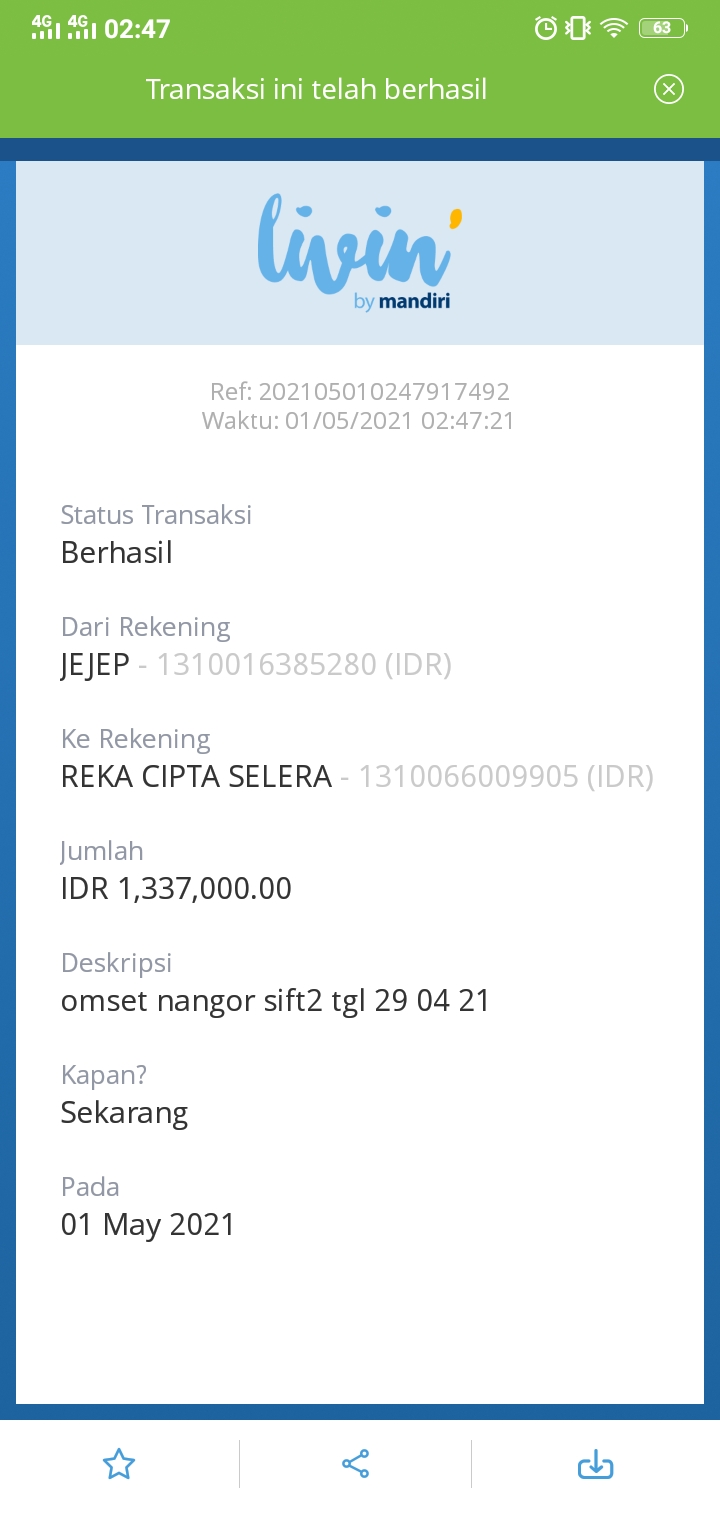 4G 4G 02:47 63
Transaksi ini telah berhasil
livin'
by mandiri
Ref: 202105010247917492
Waktu: 01/05/2021 02:47:21
Status Transaksi
Berhasil
Dari Rekening
JEJEP - 1310016385280 (IDR)
Ke Rekening
REKA CIPTA SELERA - 1310066009905 (IDR)
Jumlah
IDR 1,337,000.00
Deskripsi
omset nangor sift2 tgl 29 04 21
Kapan?
Sekarang
Pada
01 May 2021